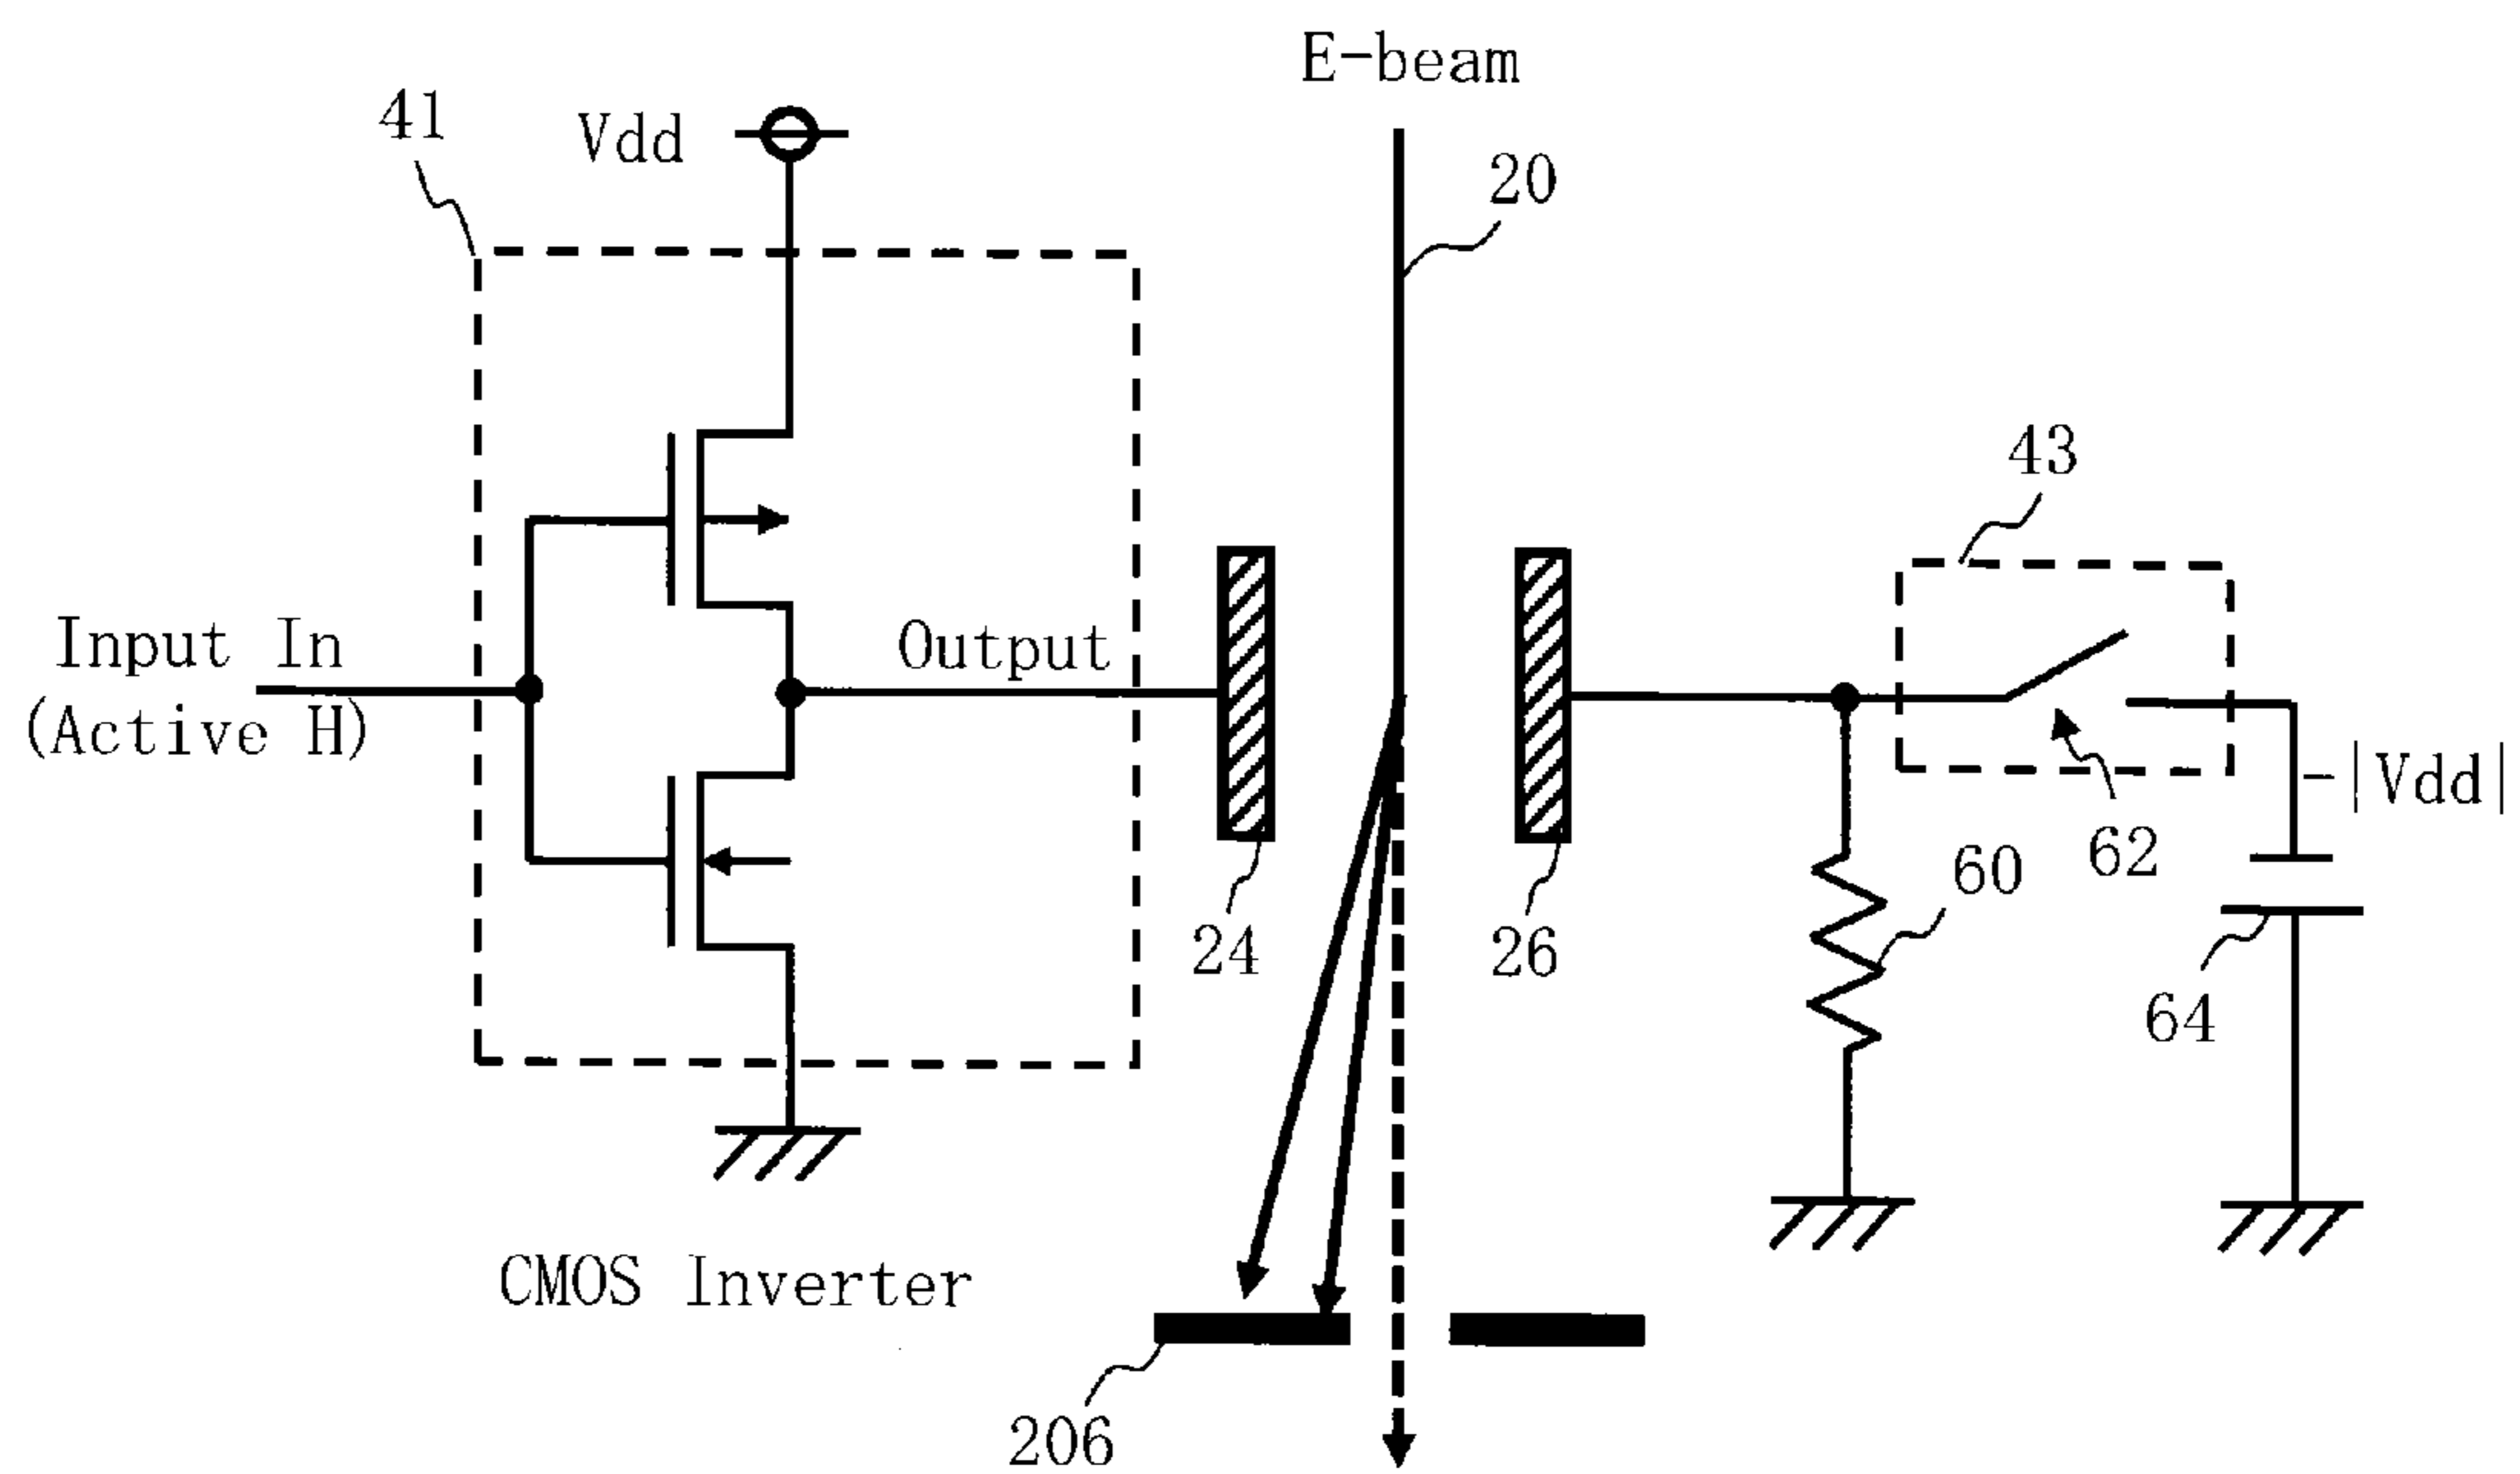 E-beam
41
Vdd
20
43
Input In
(Active H)
Output
-|Vdd|
62
60
24
26
64
CMOS Inverter
206